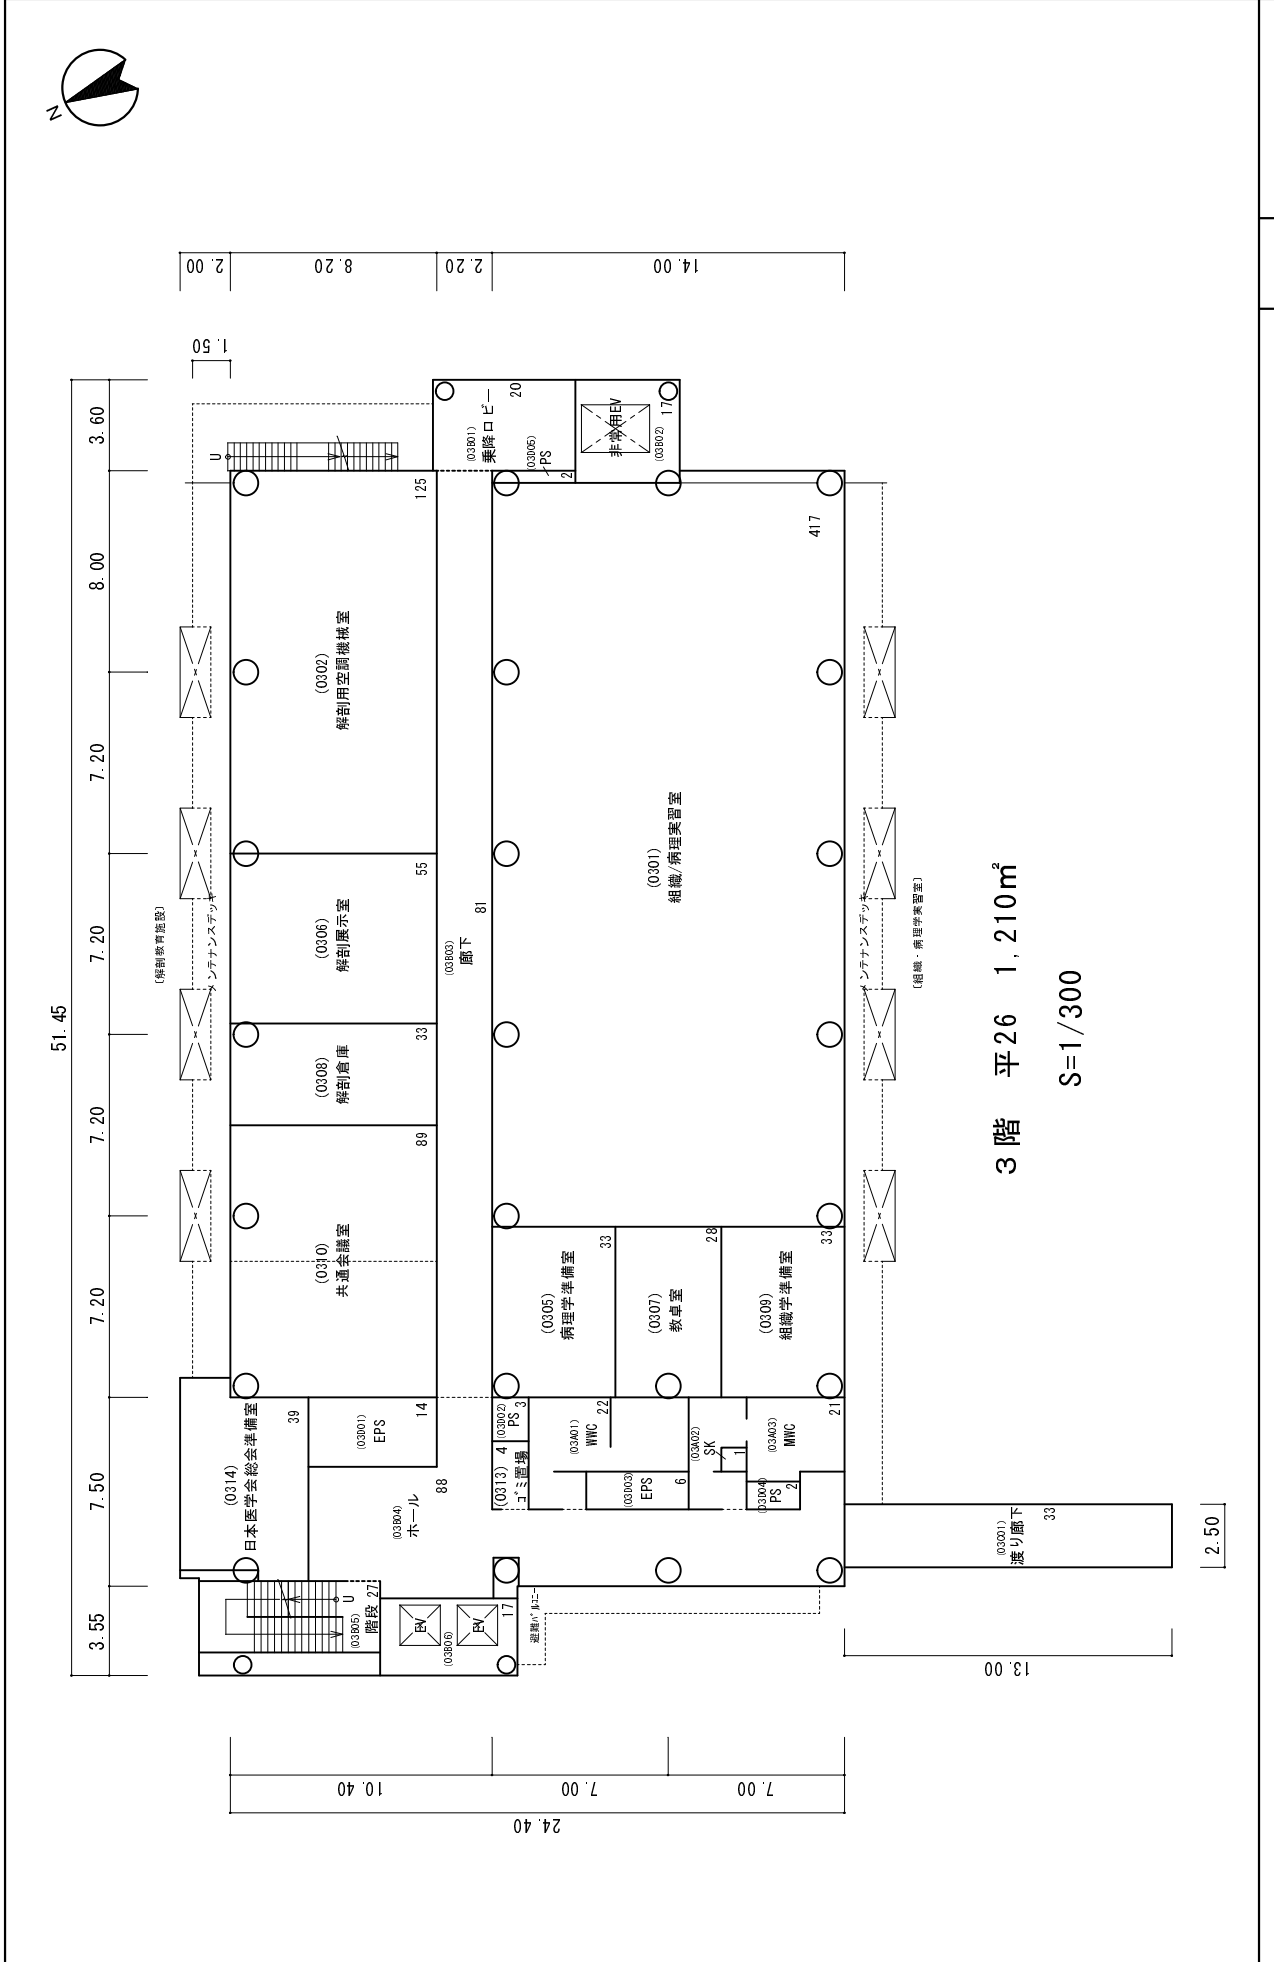 N
2.00
8.20
2.20
14.00
1.50
51.45
3.60
8.00
7.20
7.20
7.20
7.20
7.50
3.55
U
(03B01)
乗降ロビー
20
(03D05)
PS
2
非常用EV
17
(03B02)
125
(0302)
解剖用空調機械室
417
(0301)
組織/病理実習室
55
(0306)
解剖展示室
33
(0308)
解剖倉庫
89
(0310)
共通会議室
81
(03B03)
廊下
〔解剖教育施設〕
メンテナンスデッキ
メンテナンスデッキ
〔組織・病理学実習室〕
33
(0305)
病理学準備室
28
(0307)
教卓室
33
(0309)
組織学準備室
39
(0314)
日本医学会総会準備室
14
(03D01)
EPS
88
(03B04)
ホール
3
(03D02)
PS
4
(0313)
ゴミ置場
22
(03A01)
WWC
(03D03)
EPS
6
(03A02)
SK
1
21
(03A03)
MWC
(03D04)
PS
2
(03C01)
渡り廊下
33
U
(03B05)
階段
27
EV
EV
17
(03B06)
避難バルコニー
2.50
13.00
10.40
7.00
7.00
24.40
3階 平26 1,210㎡
S=1/300